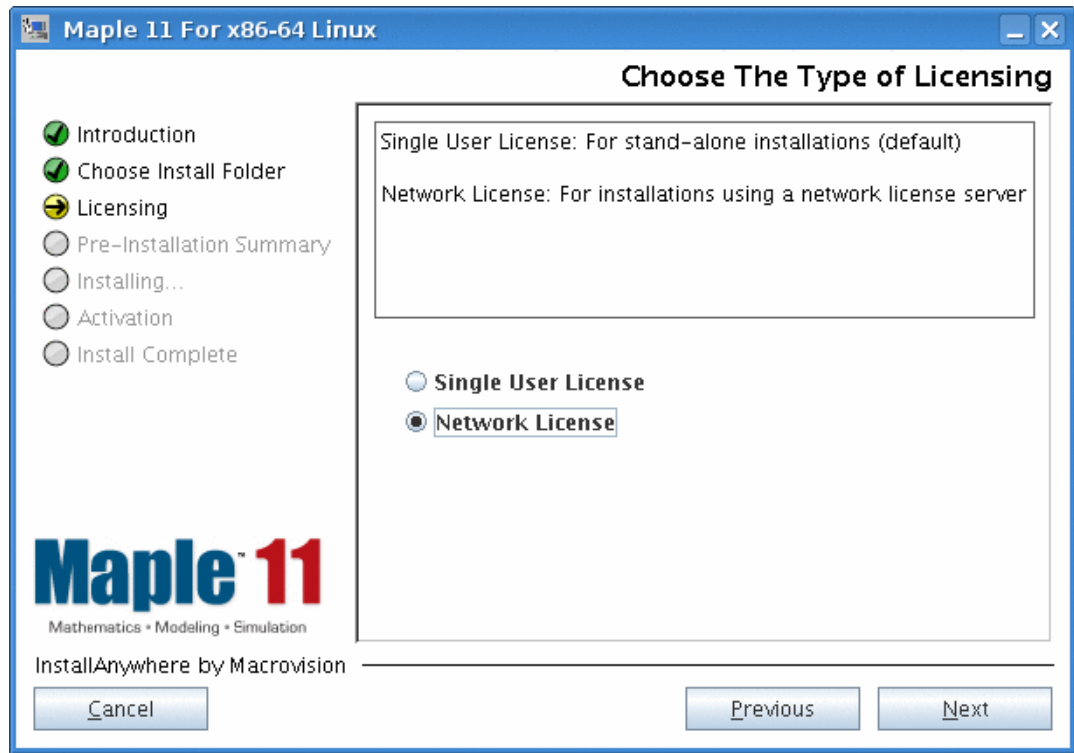 Maple 11 For x86-64 Linux
Choose The Type of Licensing
Introduction
Choose Install Folder
Licensing
Pre-Installation Summary
Installing...
Activation
Install Complete
Single User License: For stand-alone installations (default)
Network License: For installations using a network license server
Single User License
Network License
Maple™ 11
Mathematics • Modeling • Simulation
InstallAnywhere by Macrovision
Cancel
Previous
Next